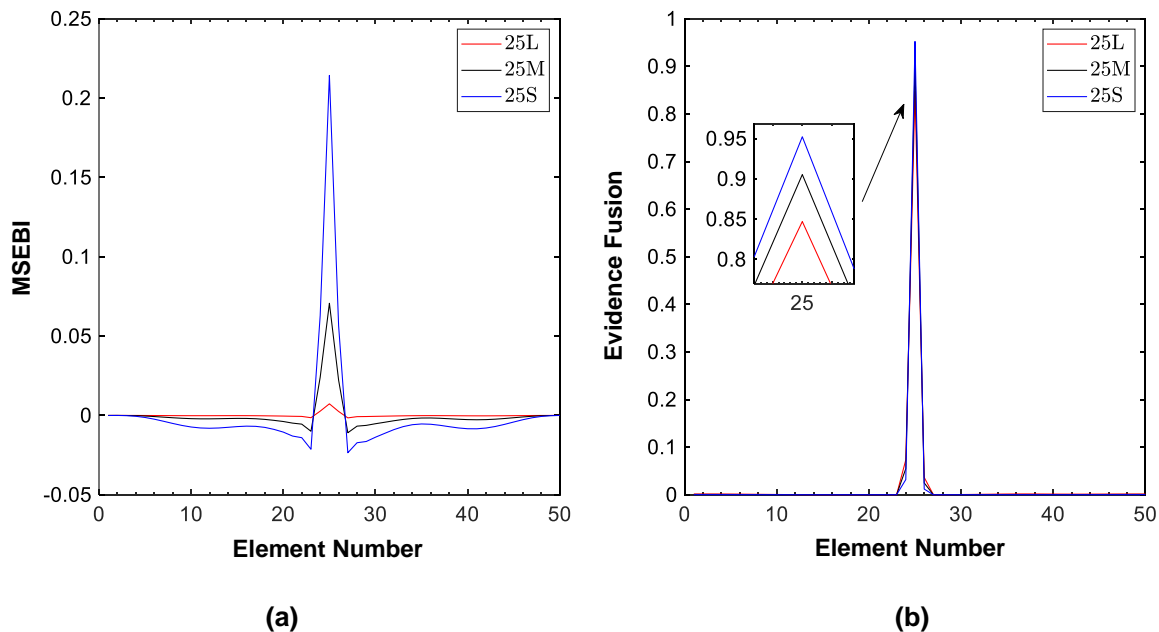 0.25
0.2
0.15
0.1
0.05
0
-0.05
MSEBI
0 10 20 30 40 50
Element Number
25L
25M
25S
(a)
1
0.9
0.8
0.7
0.6
0.5
0.4
0.3
0.2
0.1
0
Evidence Fusion
0 10 20 30 40 50
Element Number
25L
25M
25S
0.95
0.9
0.85
0.8
25
(b)